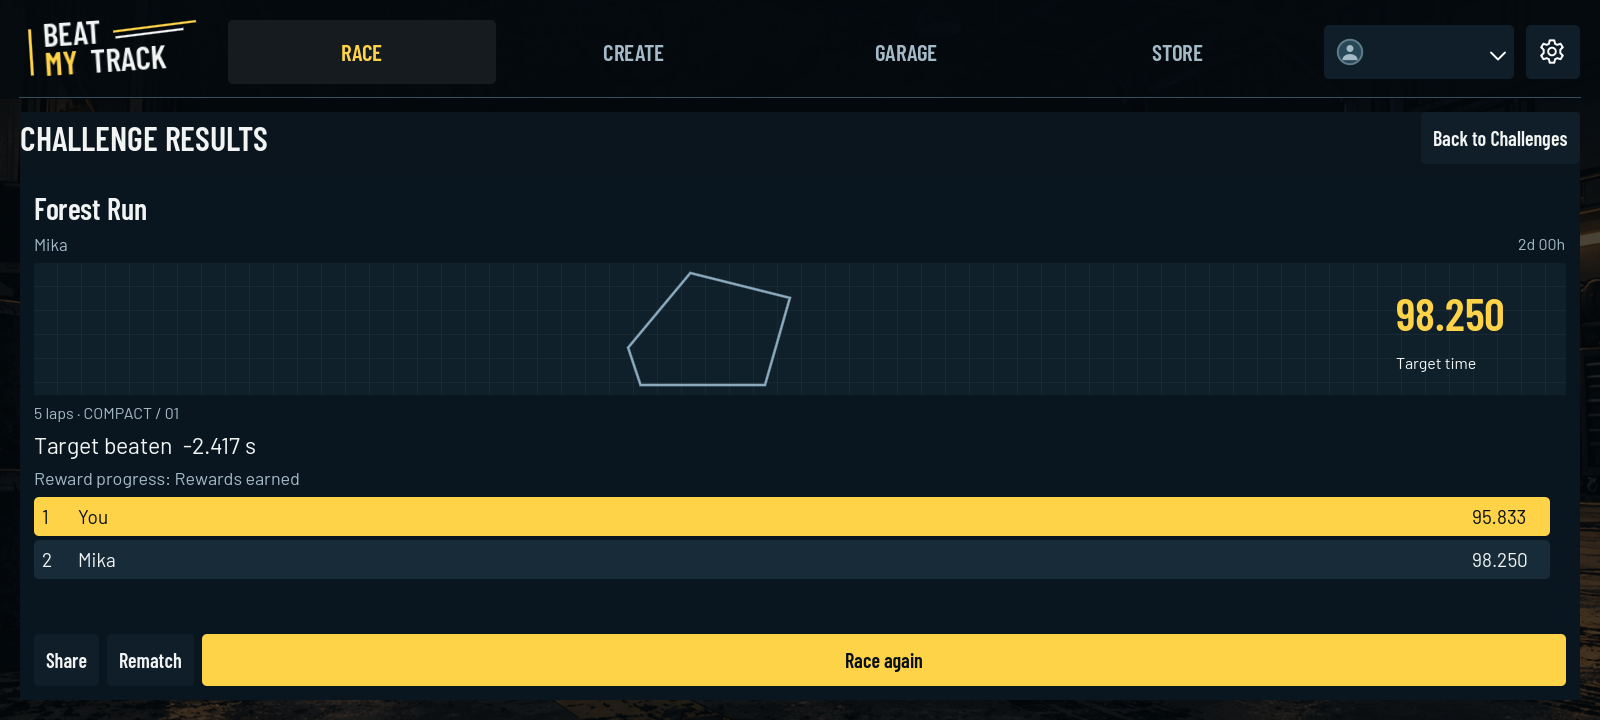 BEAT
MY TRACK
RACE
CREATE
GARAGE
STORE
CHALLENGE RESULTS
Back to Challenges
Forest Run
Mika
2d 00h
98.250
Target time
5 laps · COMPACT / 01
Target beaten -2.417 s
Reward progress: Rewards earned
1 You 95.833
2 Mika 98.250
Share
Rematch
Race again